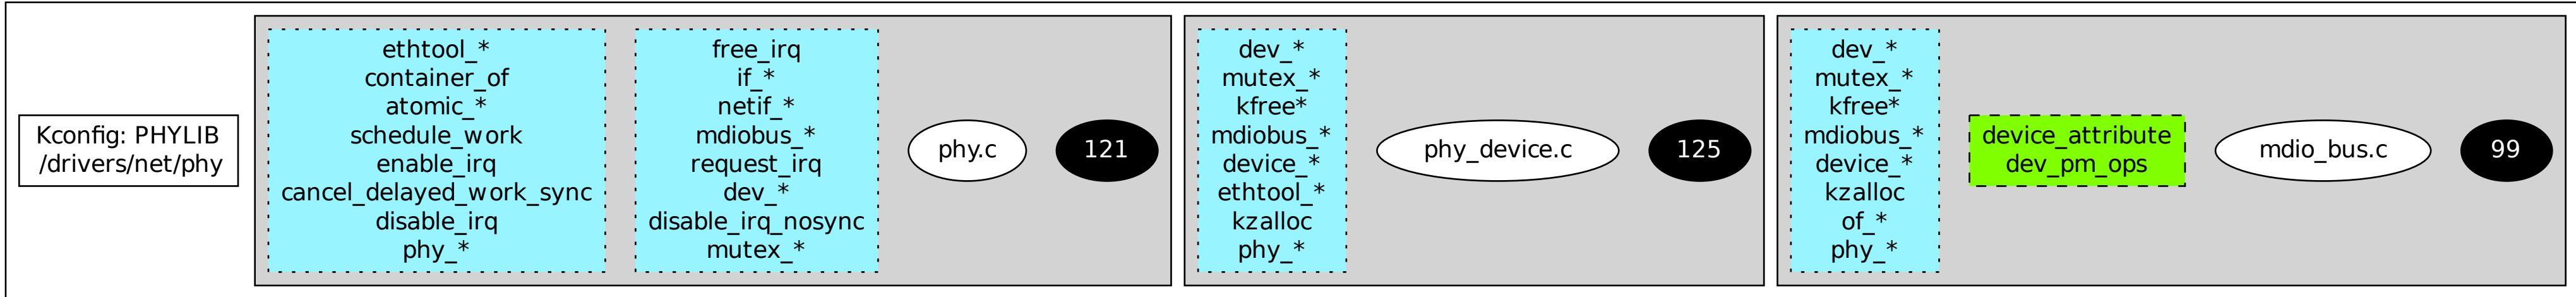 Kconfig: PHYLIB
/drivers/net/phy
ethtool_*
container_of
atomic_*
schedule_work
enable_irq
cancel_delayed_work_sync
disable_irq
phy_*
free_irq
if_*
netif_*
mdiobus_*
request_irq
dev_*
disable_irq_nosync
mutex_*
phy.c
121
dev_*
mutex_*
kfree*
mdiobus_*
device_*
ethtool_*
kzalloc
phy_*
phy_device.c
125
dev_*
mutex_*
kfree*
mdiobus_*
device_*
kzalloc
of_*
phy_*
device_attribute
dev_pm_ops
mdio_bus.c
99